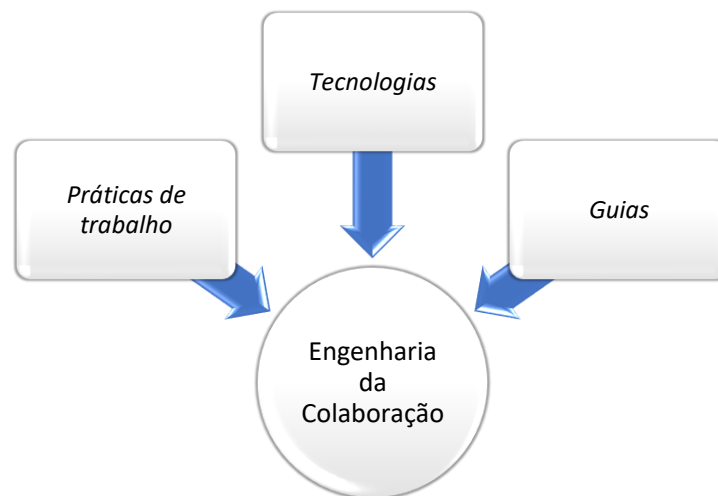 Tecnologias
Práticas de
trabalho
Guias
Engenharia
da
Colaboração